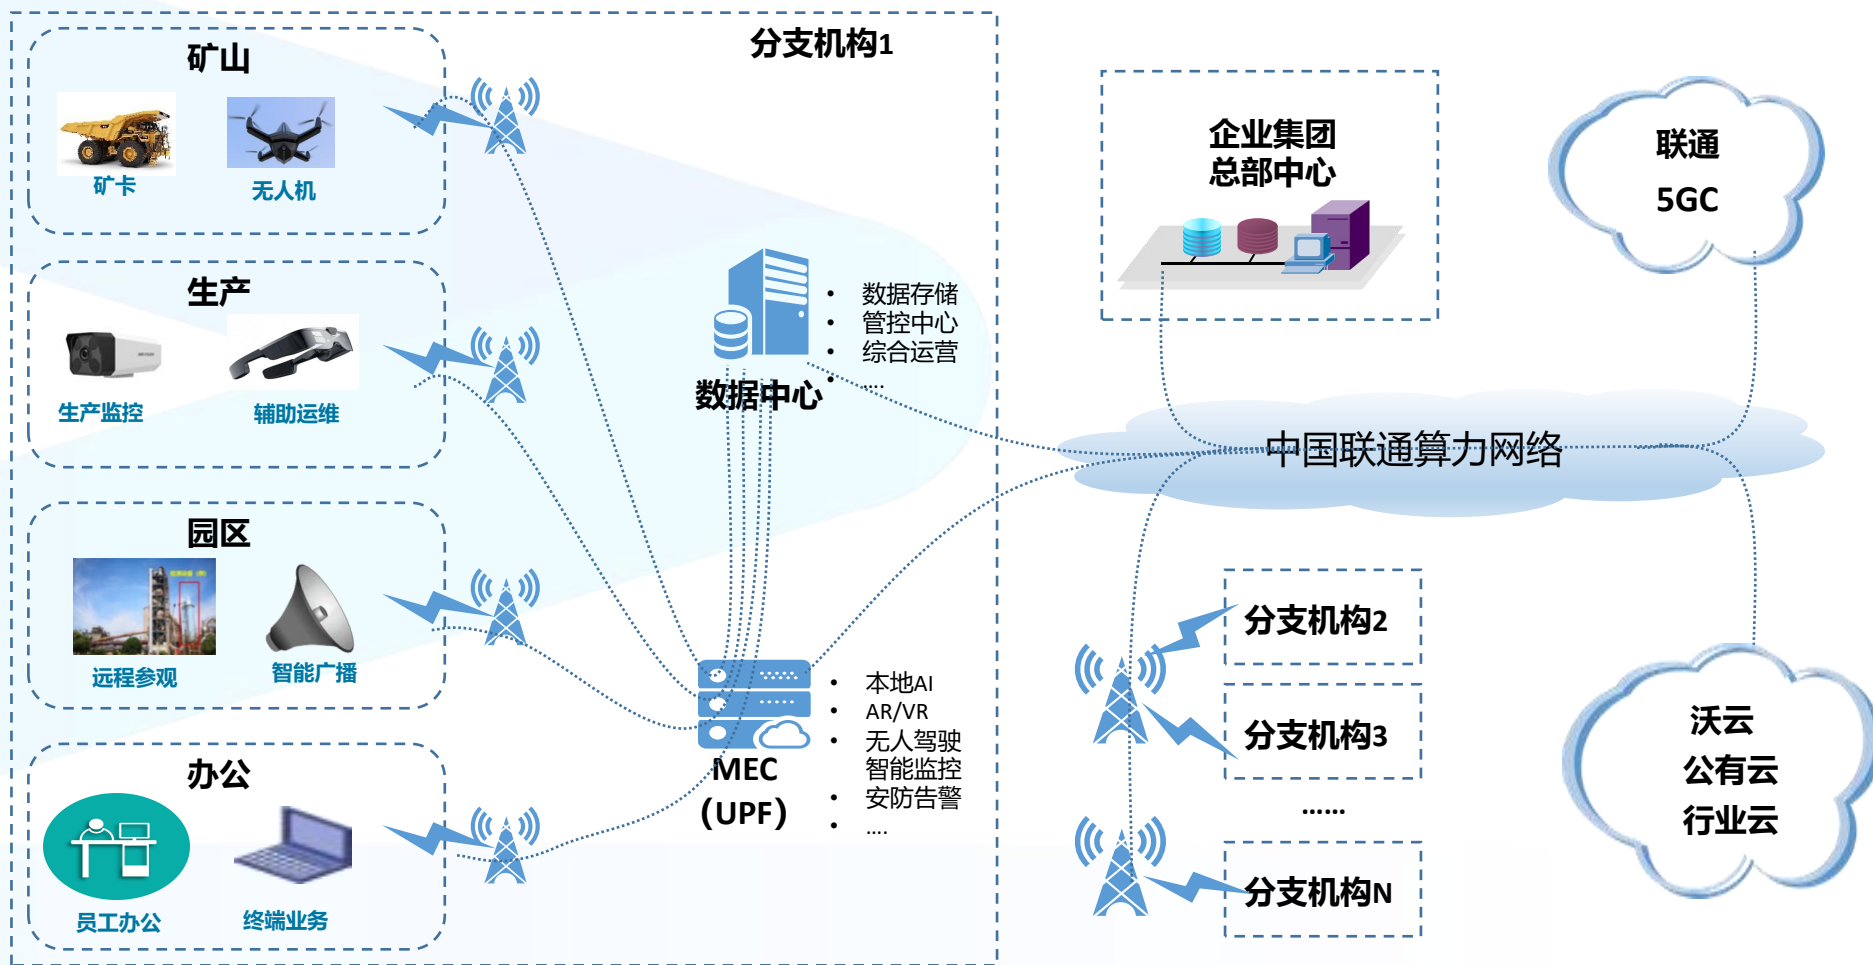 分支机构1
矿山
矿卡
无人机
生产
生产监控
辅助运维
园区
远程参观
智能广播
办公
员工办公
终端业务
数据中心
• 数据存储
• 管控中心
• 综合运营
• ....
MEC
(UPF)
• 本地AI
• AR/VR
• 无人驾驶
智能监控
• 安防告警
• ....
企业集团
总部中心
联通
5GC
中国联通算力网络
分支机构2
分支机构3
......
分支机构N
沃云
公有云
行业云